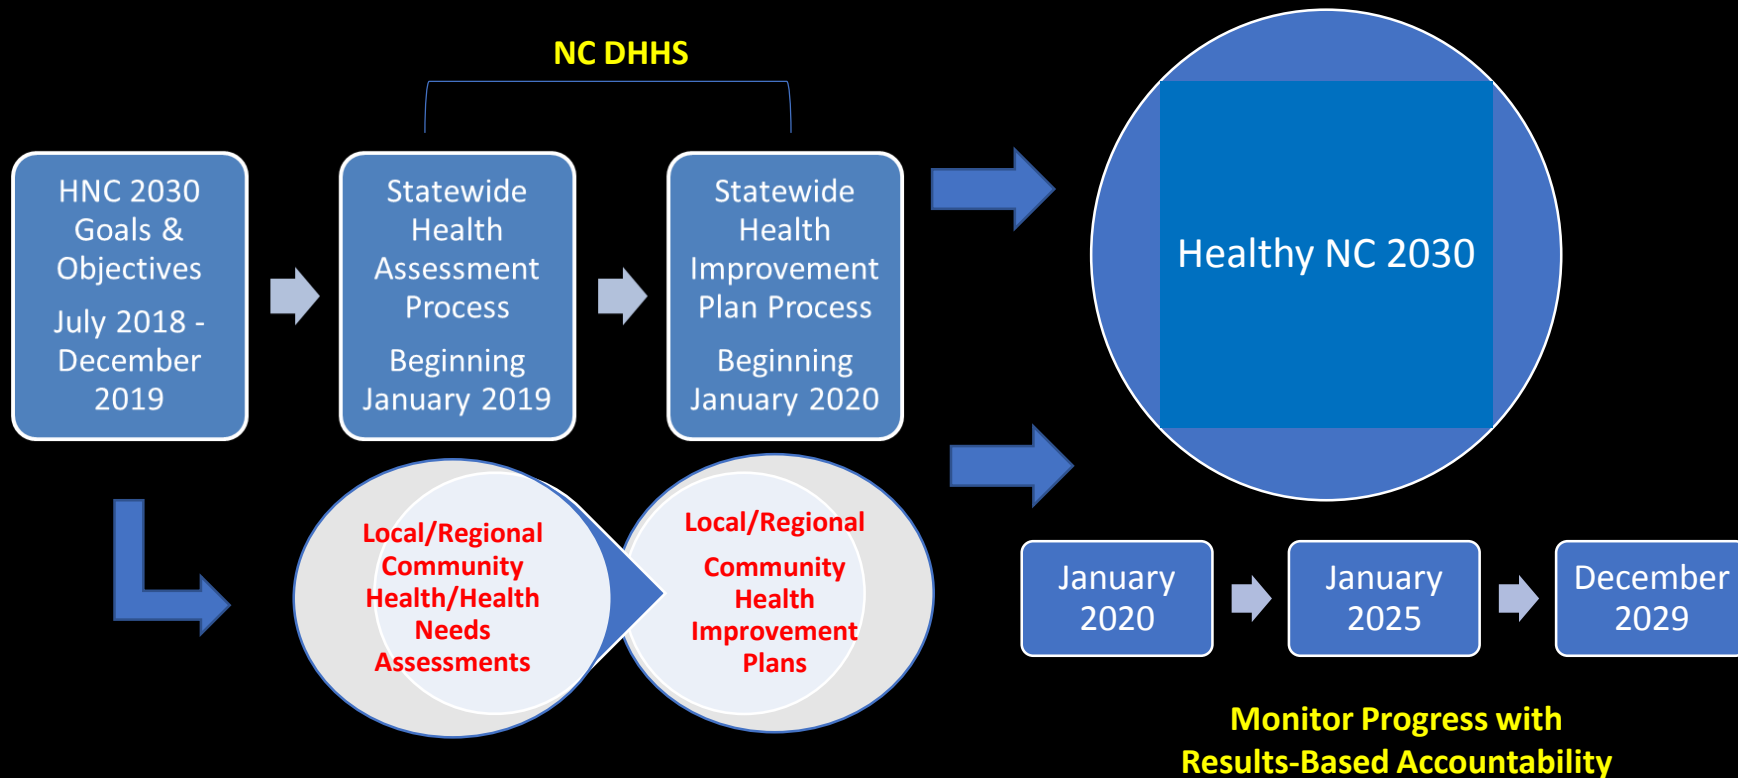 NC DHHS
HNC 2030
Goals &
Objectives
July 2018 -
December
2019
Statewide
Health
Assessment
Process
Beginning
January 2019
Statewide
Health
Improvement
Plan Process
Beginning
January 2020
Healthy NC 2030
Local/Regional
Community
Health/Health
Needs
Assessments
Local/Regional
Community
Health
Improvement
Plans
January
2020
January
2025
December
2029
Monitor Progress with
Results-Based Accountability